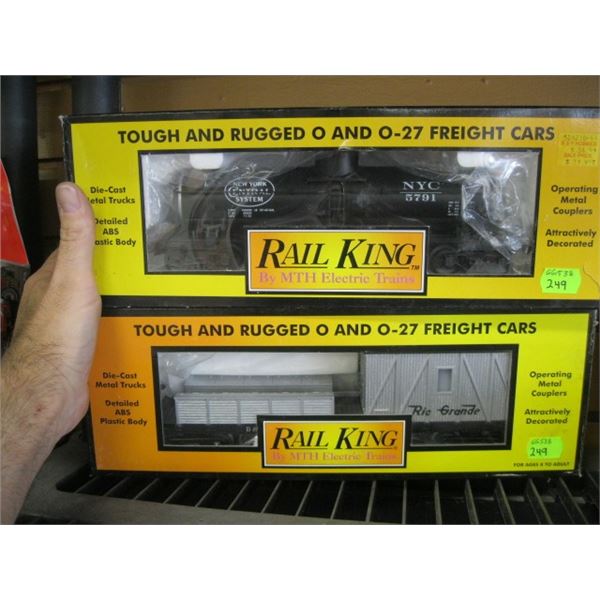 TOUGH AND RUGGED O AND O-27 FREIGHT CARS
Die-Cast
Metal Trucks
Detailed
ABS
Plastic Body
NEW YORK
CENTRAL
SYSTEM
NYC
5791
Operating
Metal
Couplers
Attractively
Decorated
RAIL KING
TM
By MTH Electric Trains
249
TOUGH AND RUGGED O AND O-27 FREIGHT CARS
Die-Cast
Metal Trucks
Detailed
ABS
Plastic Body
Rio Grande
Operating
Metal
Couplers
Attractively
Decorated
RAIL KING
By MTH Electric Trains
249
FOR AGES 8 TO ADULT